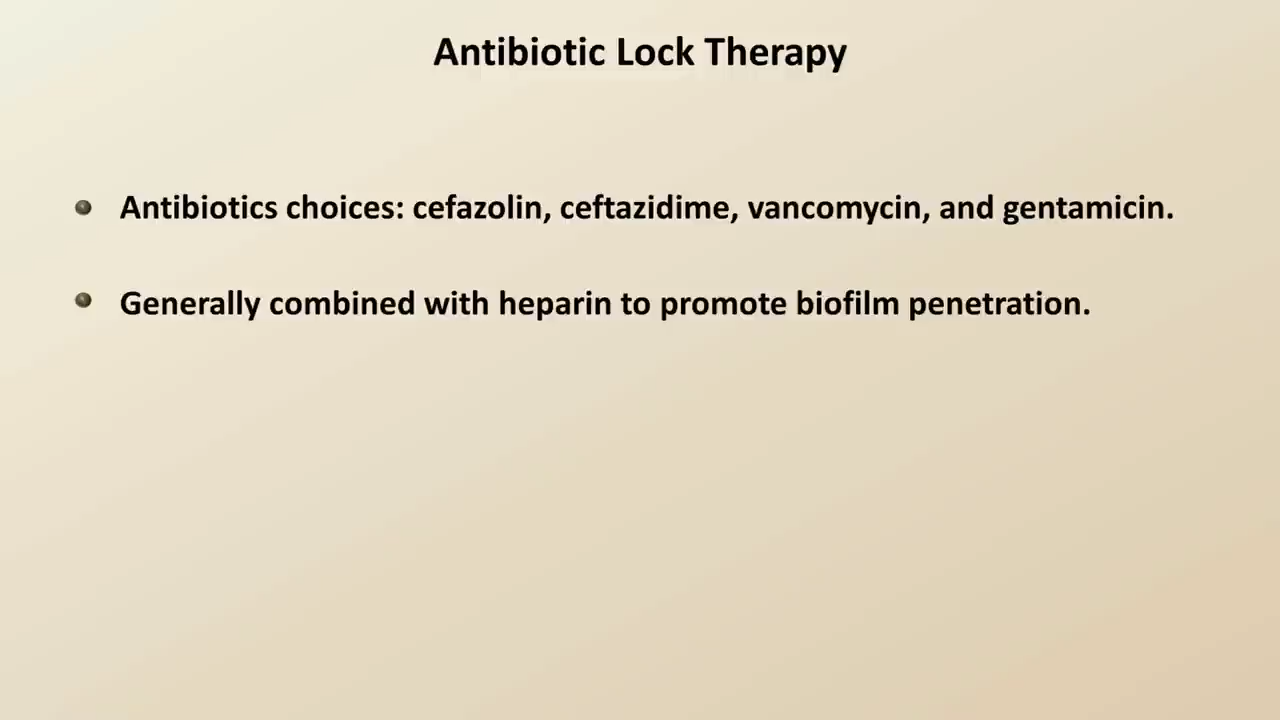 Antibiotic Lock Therapy
Antibiotics choices: cefazolin, ceftazidime, vancomycin, and gentamicin.
Generally combined with heparin to promote biofilm penetration.